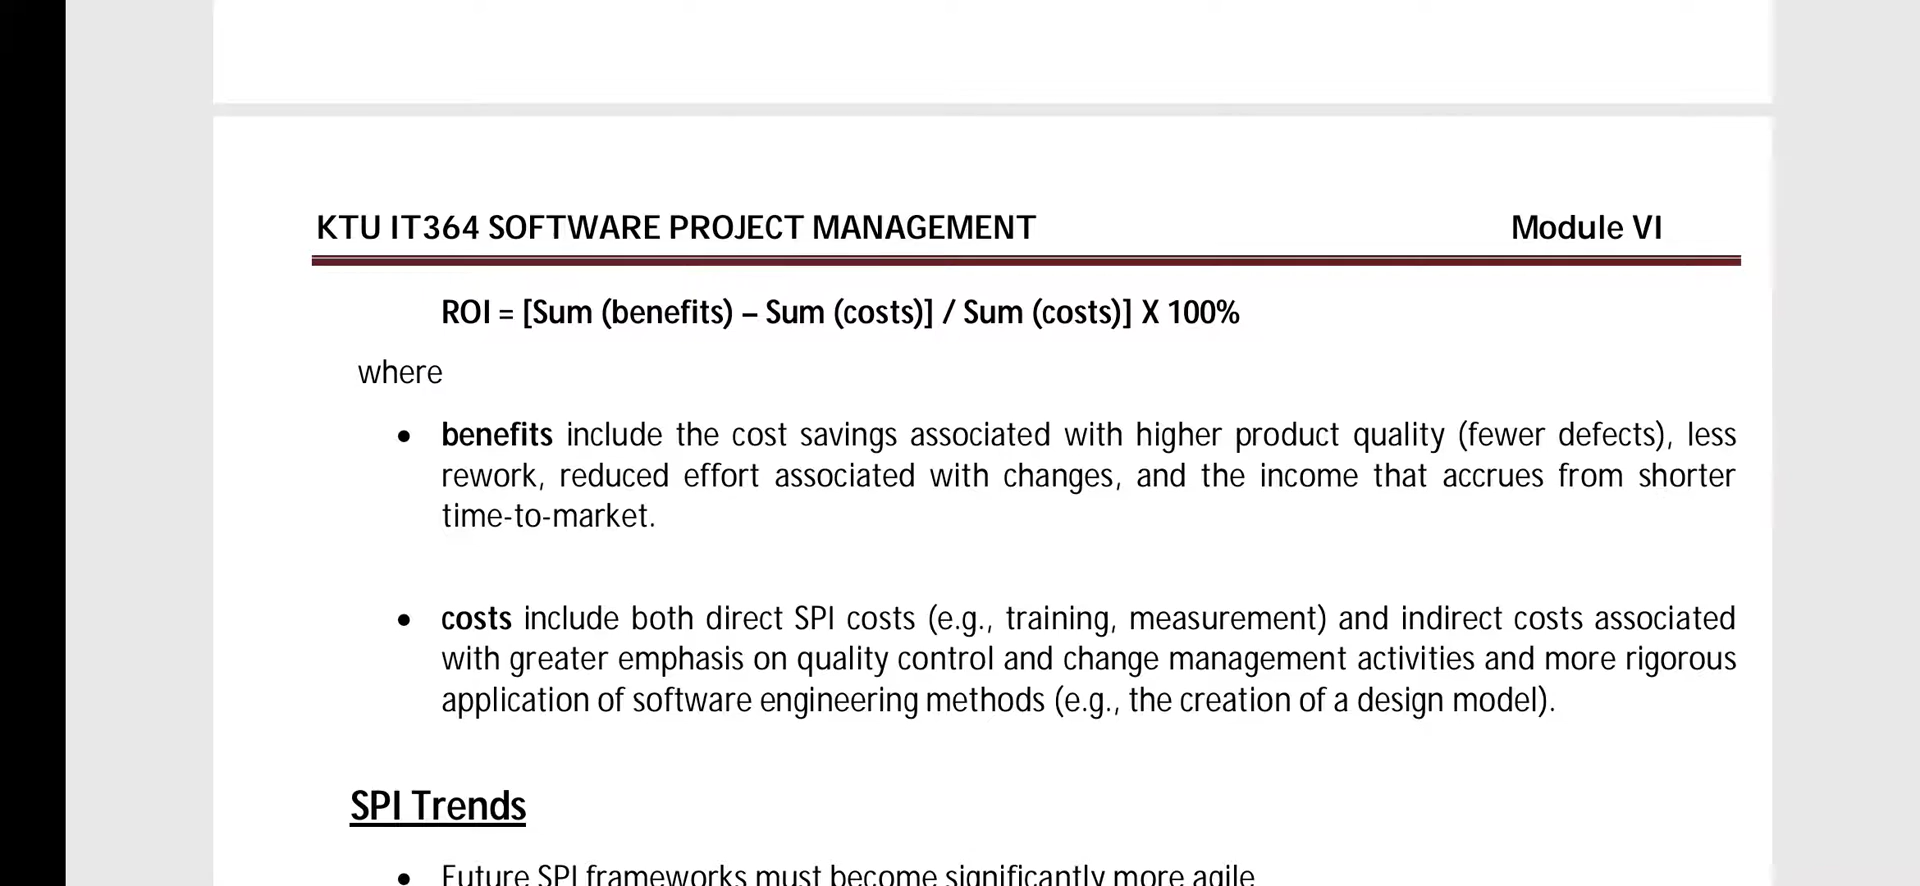 KTU IT364 SOFTWARE PROJECT MANAGEMENT Module VI
ROI = [Sum (benefits) – Sum (costs)] / Sum (costs)] X 100%
where
• benefits include the cost savings associated with higher product quality (fewer defects), less
rework, reduced effort associated with changes, and the income that accrues from shorter
time-to-market.
• costs include both direct SPI costs (e.g., training, measurement) and indirect costs associated
with greater emphasis on quality control and change management activities and more rigorous
application of software engineering methods (e.g., the creation of a design model).
SPI Trends
• Future SPI frameworks must become significantly more agile